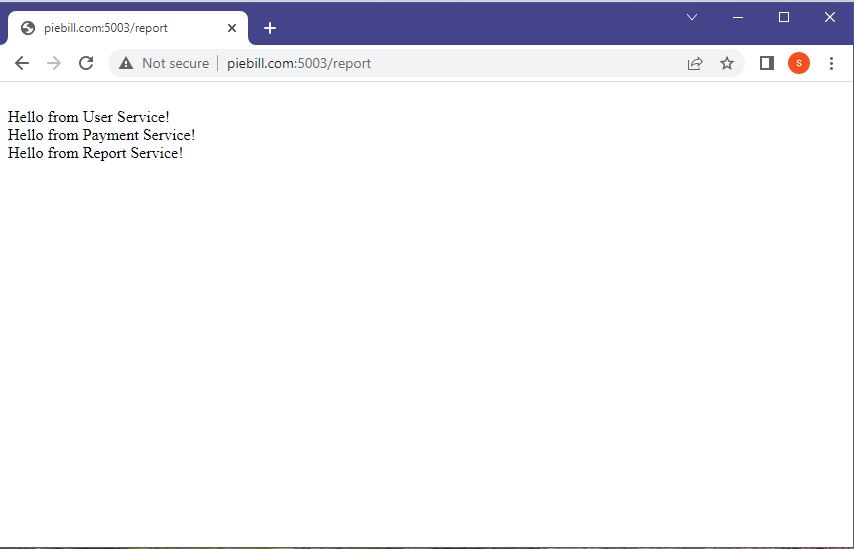 piebill.com:5003/report
Not secure piebill.com:5003/report
s
Hello from User Service!
Hello from Payment Service!
Hello from Report Service!